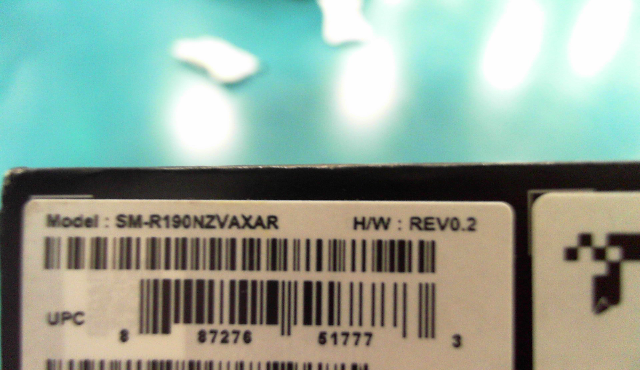 Model : SM-R190NZVAXAR H/W : REV0.2
UPC
8 87276 51777 3